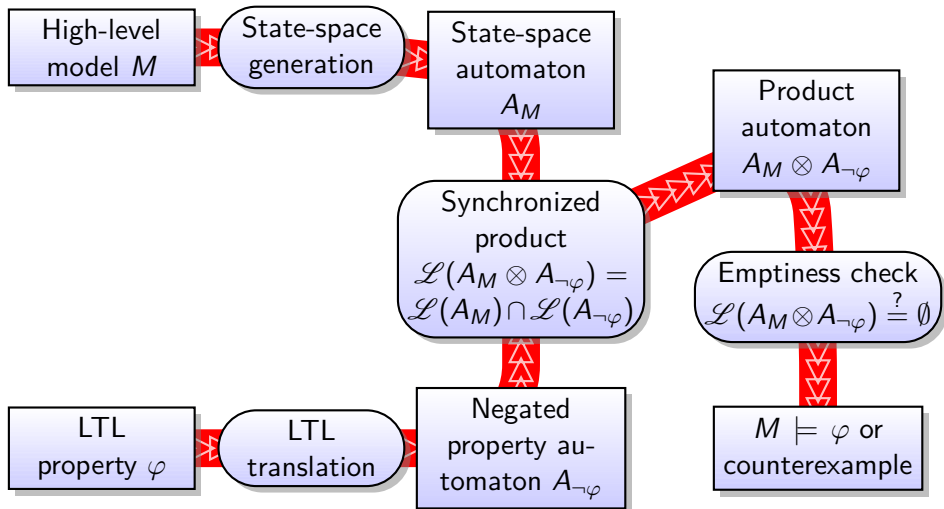 High-level
model M
State-space
generation
State-space
automaton
A_M
Product
automaton
A_M ⊗ A_¬φ
Synchronized
product
ℒ(A_M ⊗ A_¬φ) =
ℒ(A_M) ∩ ℒ(A_¬φ)
Emptiness check
ℒ(A_M ⊗ A_¬φ) ≟ ∅
LTL
property φ
LTL
translation
Negated
property au-
tomaton A_¬φ
M ⊨ φ or
counterexample